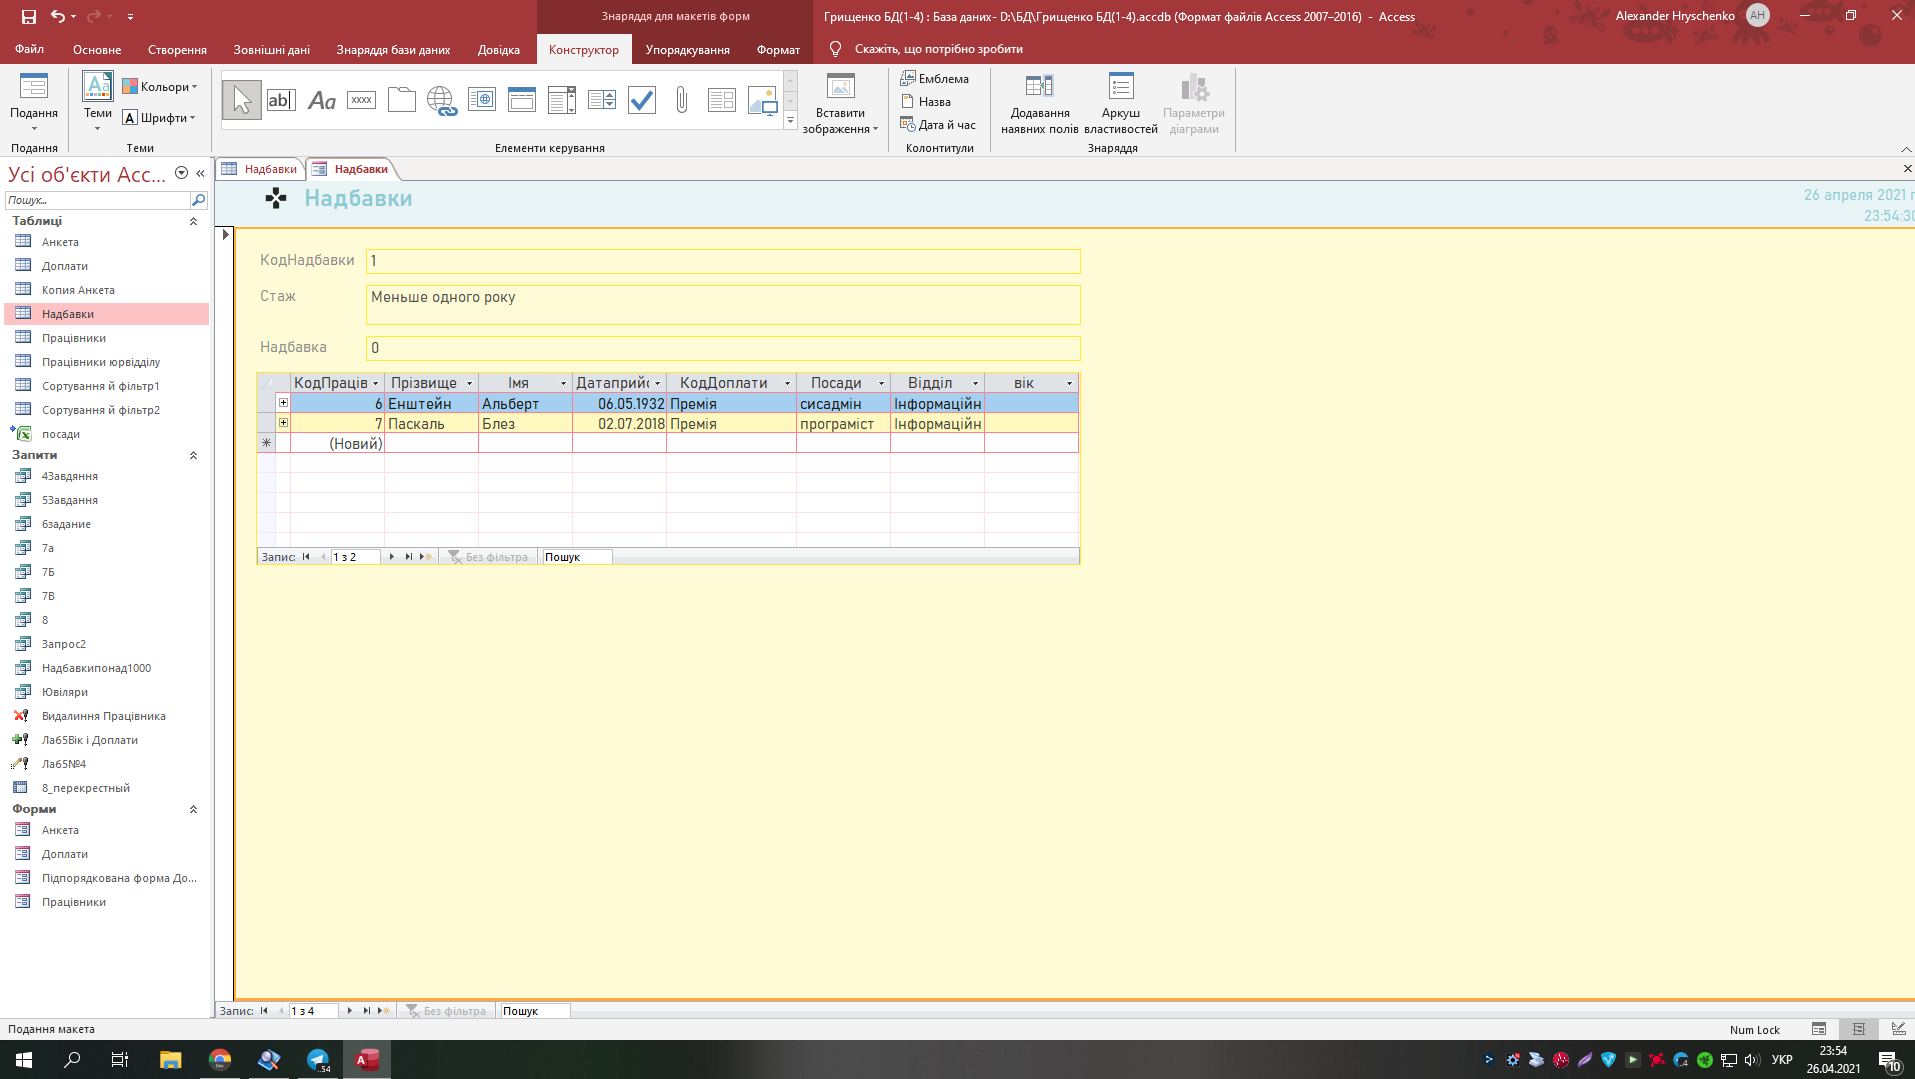 Знаряддя для макетів форм
Грищенко БД(1-4) : База даних- D:\БД\Грищенко БД(1-4).accdb (Формат файлів Access 2007–2016)  -  Access
Alexander Hryschenko
AH
Файл
Основне
Створення
Зовнішні дані
Знаряддя бази даних
Довідка
Конструктор
Упорядкування
Формат
Скажіть, що потрібно зробити
Подання
Подання
Теми
Кольори
Шрифти
Теми
Елементи керування
Вставити
зображення
Емблема
Назва
Дата й час
Колонтитули
Додавання
наявних полів
Аркуш
властивостей
Параметри
діаграми
Знаряддя
Усі об'єкти Acc...
Пошук...
Таблиці
Анкета
Доплати
Копия Анкета
Надбавки
Працівники
Працівники юрвідділу
Сортування й фільтр1
Сортування й фільтр2
посади
Запити
4Завдяння
5Завдання
6задание
7а
7Б
7В
8
Запрос2
Надбавкипонад1000
Ювіляри
Видалиння Працівника
Лаб5Вік і Доплати
Лаб5№4
8_перекрестный
Форми
Анкета
Доплати
Підпорядкована форма До...
Працівники
Надбавки
Надбавки
Надбавки
26 апреля 2021 г
23:54:30
КодНадбавки
1
Стаж
Меньше одного року
Надбавка
0
КодПраців Прізвище Імя Датаприйс КодДоплати Посади Відділ вік
6 Енштейн Альберт 06.05.1932 Премія сисадмін Інформаційн
7 Паскаль Блез 02.07.2018 Премія програміст Інформаційн
(Новий)
Запис: 1 з 2 Без фільтра Пошук
Запис: 1 з 4 Без фільтра Пошук
Подання макета
Num Lock
УКР
23:54
26.04.2021
10